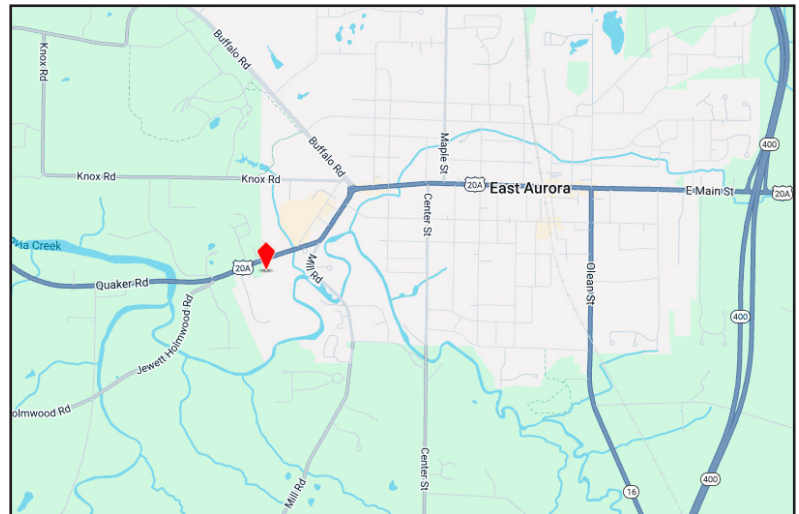 Buffalo Rd
Knox Rd
Buffalo Rd
Maple St
400
Knox Rd
Knox Rd
20A
East Aurora
E Main St
20A
Center St
Creek
20A
Mill Rd
Quaker Rd
Olean St
400
Jewett Holmwood Rd
olmwood Rd
Center St
Mill Rd
16
400